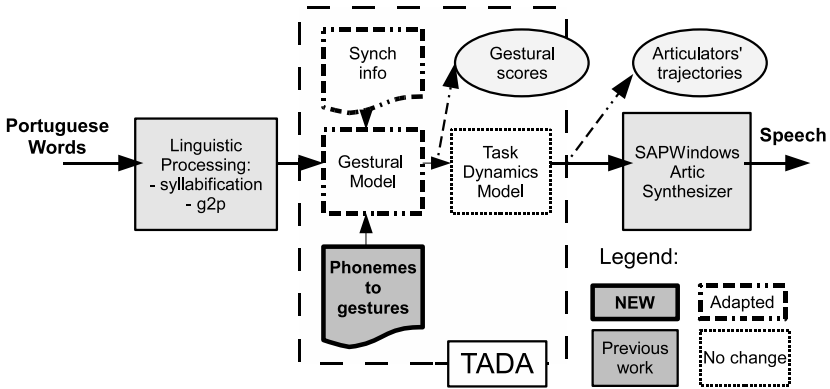 Synch
info
Gestural
scores
Articulators'
trajectories
Portuguese
Words
Linguistic
Processing:
- syllabification
- g2p
Gestural
Model
Task
Dynamics
Model
SAPWindows
Artic
Synthesizer
Speech
Phonemes
to
gestures
TADA
Legend:
NEW
Adapted
Previous
work
No change